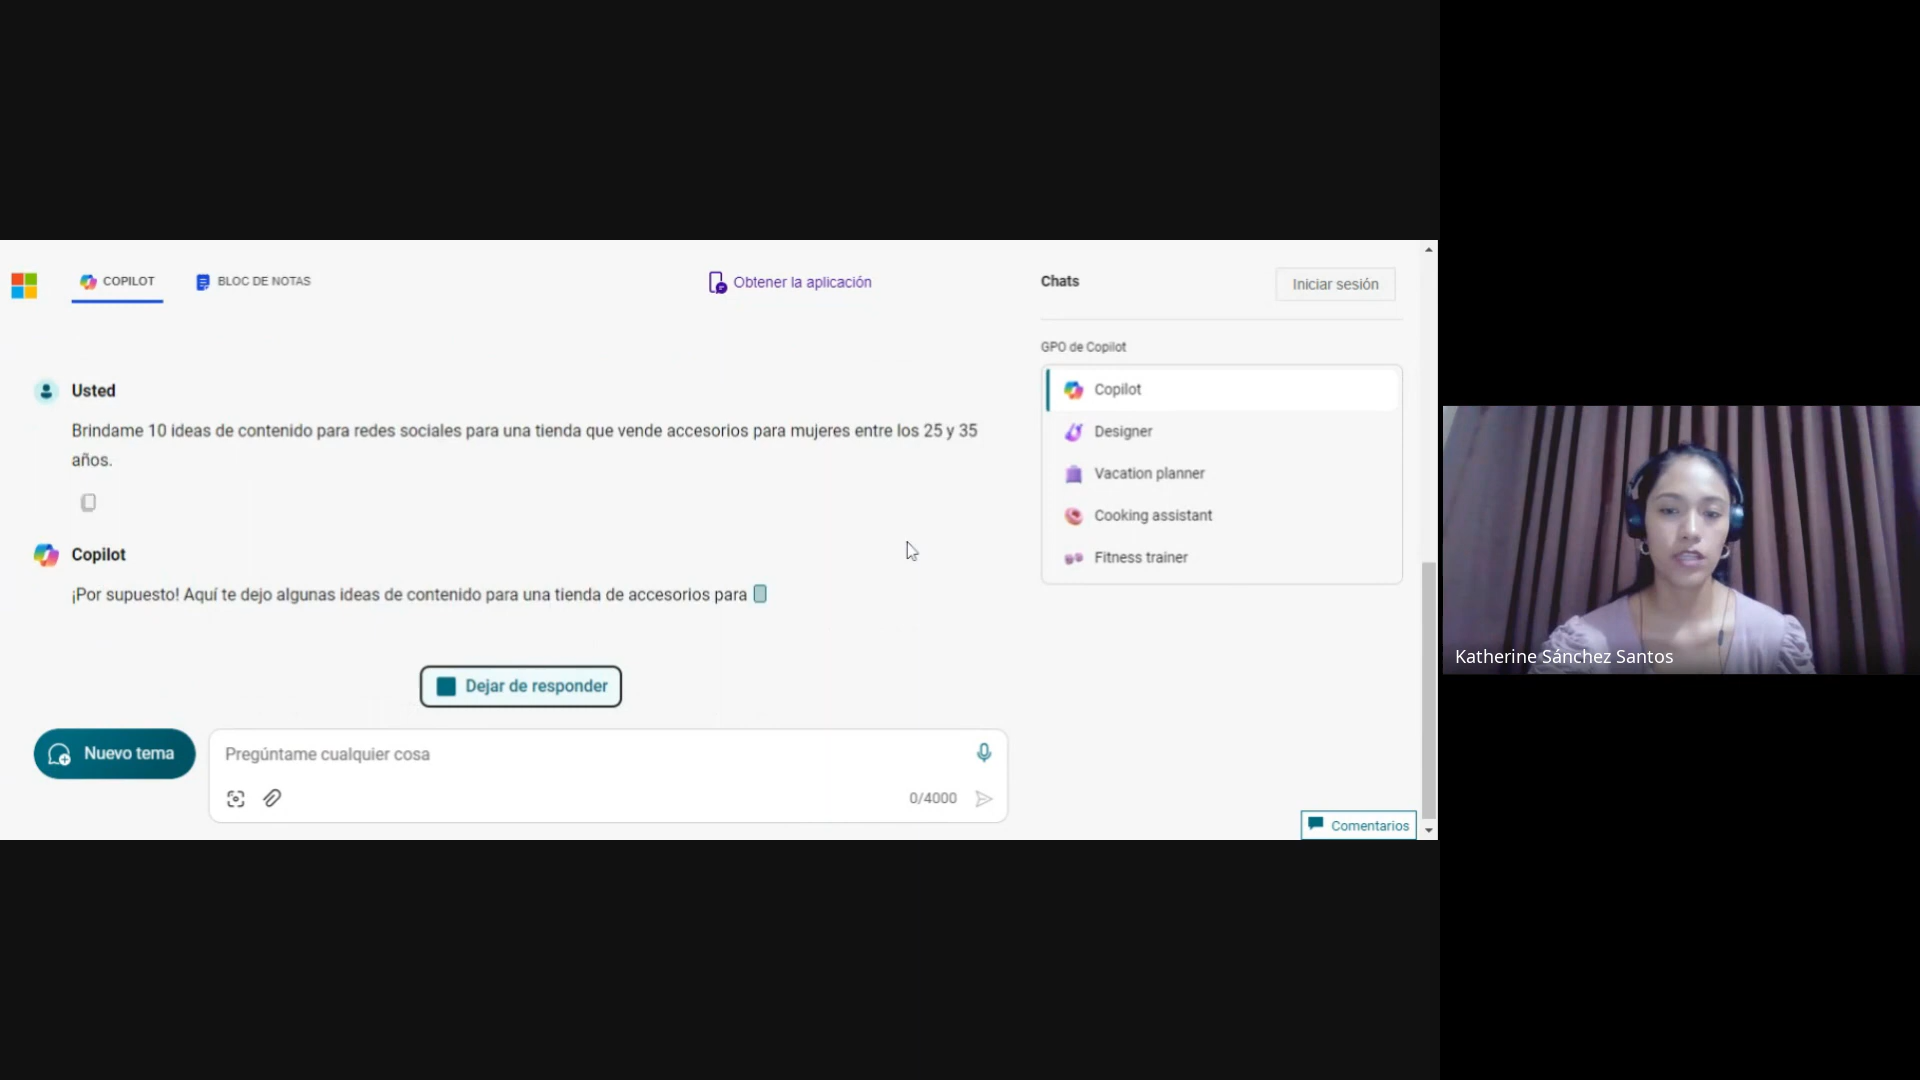 COPILOT
BLOC DE NOTAS
Obtener la aplicación
Chats
Iniciar sesión
GPO de Copilot
Copilot
Designer
Vacation planner
Cooking assistant
Fitness trainer
Usted
Brindame 10 ideas de contenido para redes sociales para una tienda que vende accesorios para mujeres entre los 25 y 35
años.
Copilot
¡Por supuesto! Aquí te dejo algunas ideas de contenido para una tienda de accesorios para
Dejar de responder
Nuevo tema
Pregúntame cualquier cosa
0/4000
Comentarios
Katherine Sánchez Santos